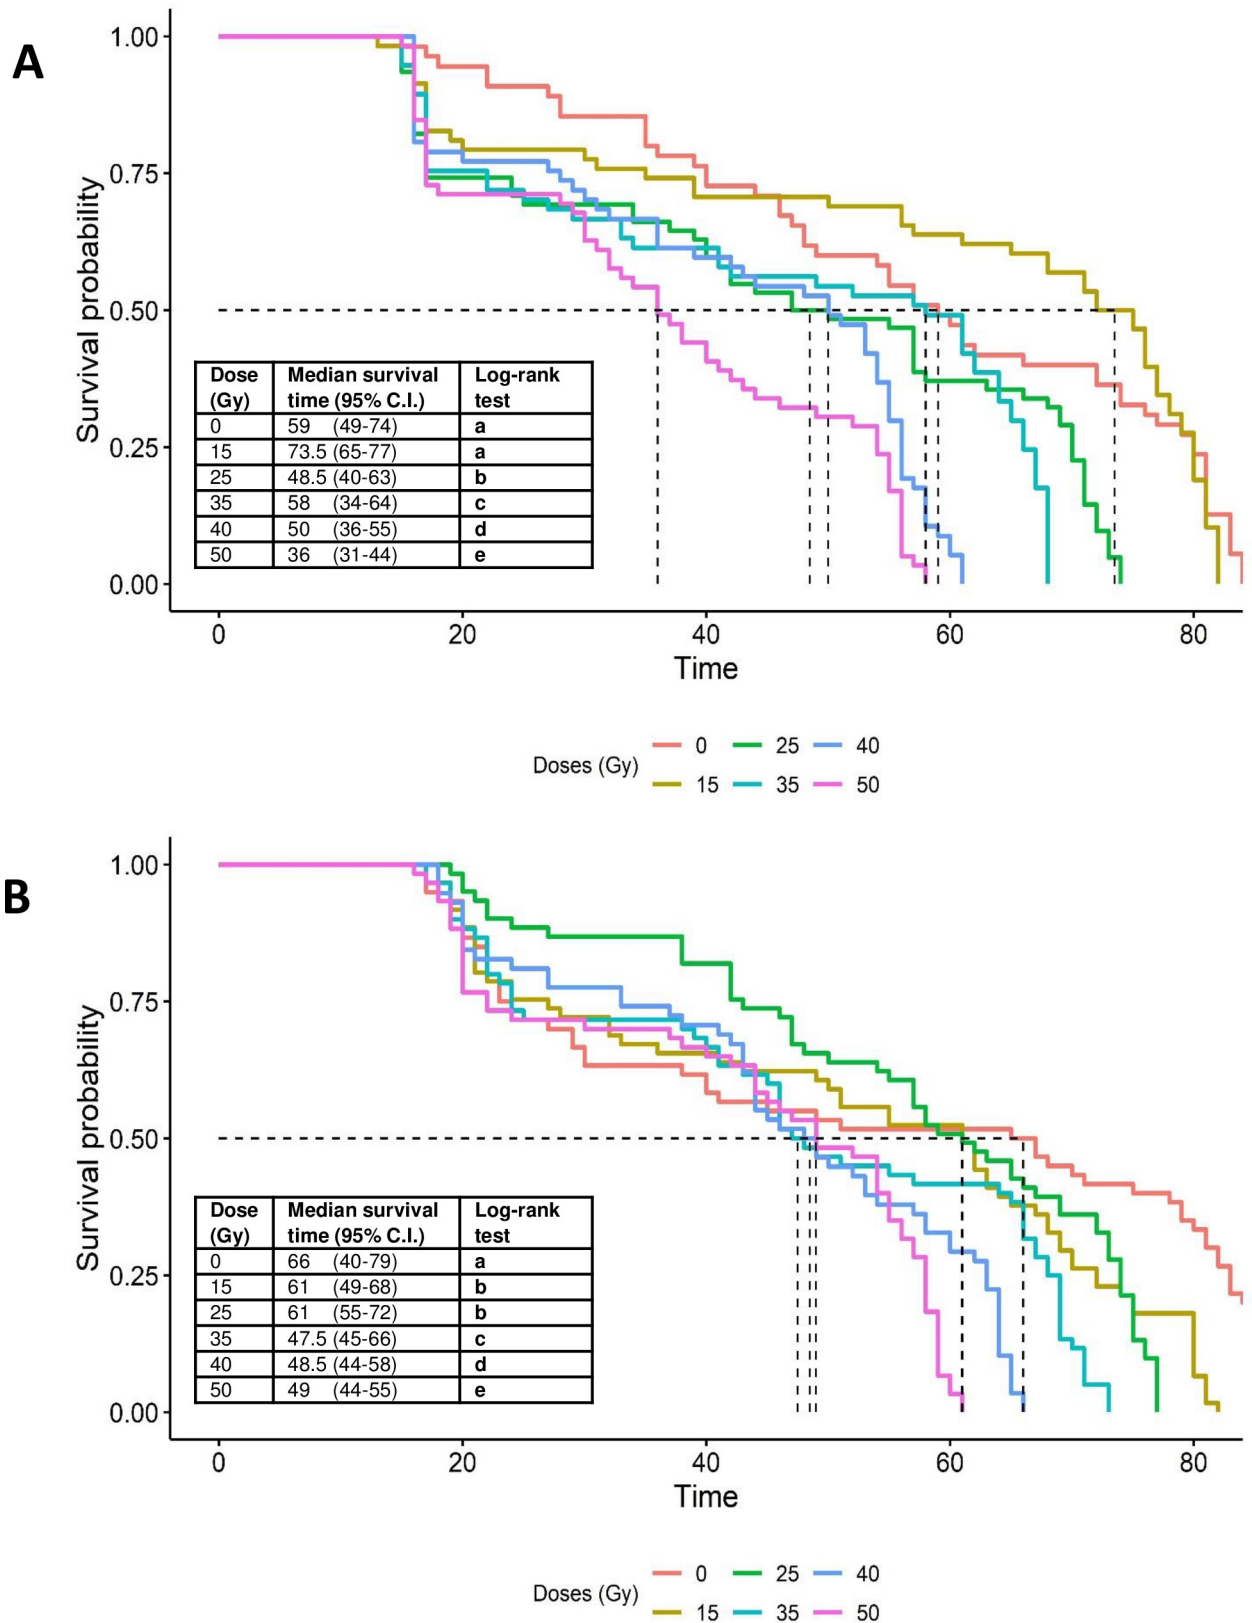 A
1.00
0.75
0.50
0.25
0.00
Survival probability
Dose (Gy) Median survival time (95% C.I.) Log-rank test
0 59 (49-74) a
15 73.5 (65-77) a
25 48.5 (40-63) b
35 58 (34-64) c
40 50 (36-55) d
50 36 (31-44) e
0 20 40 60 80
Time
Doses (Gy)
0 25 40
15 35 50
B
1.00
0.75
0.50
0.25
0.00
Survival probability
Dose (Gy) Median survival time (95% C.I.) Log-rank test
0 66 (40-79) a
15 61 (49-68) b
25 61 (55-72) b
35 47.5 (45-66) c
40 48.5 (44-58) d
50 49 (44-55) e
0 20 40 60 80
Time
Doses (Gy)
0 25 40
15 35 50